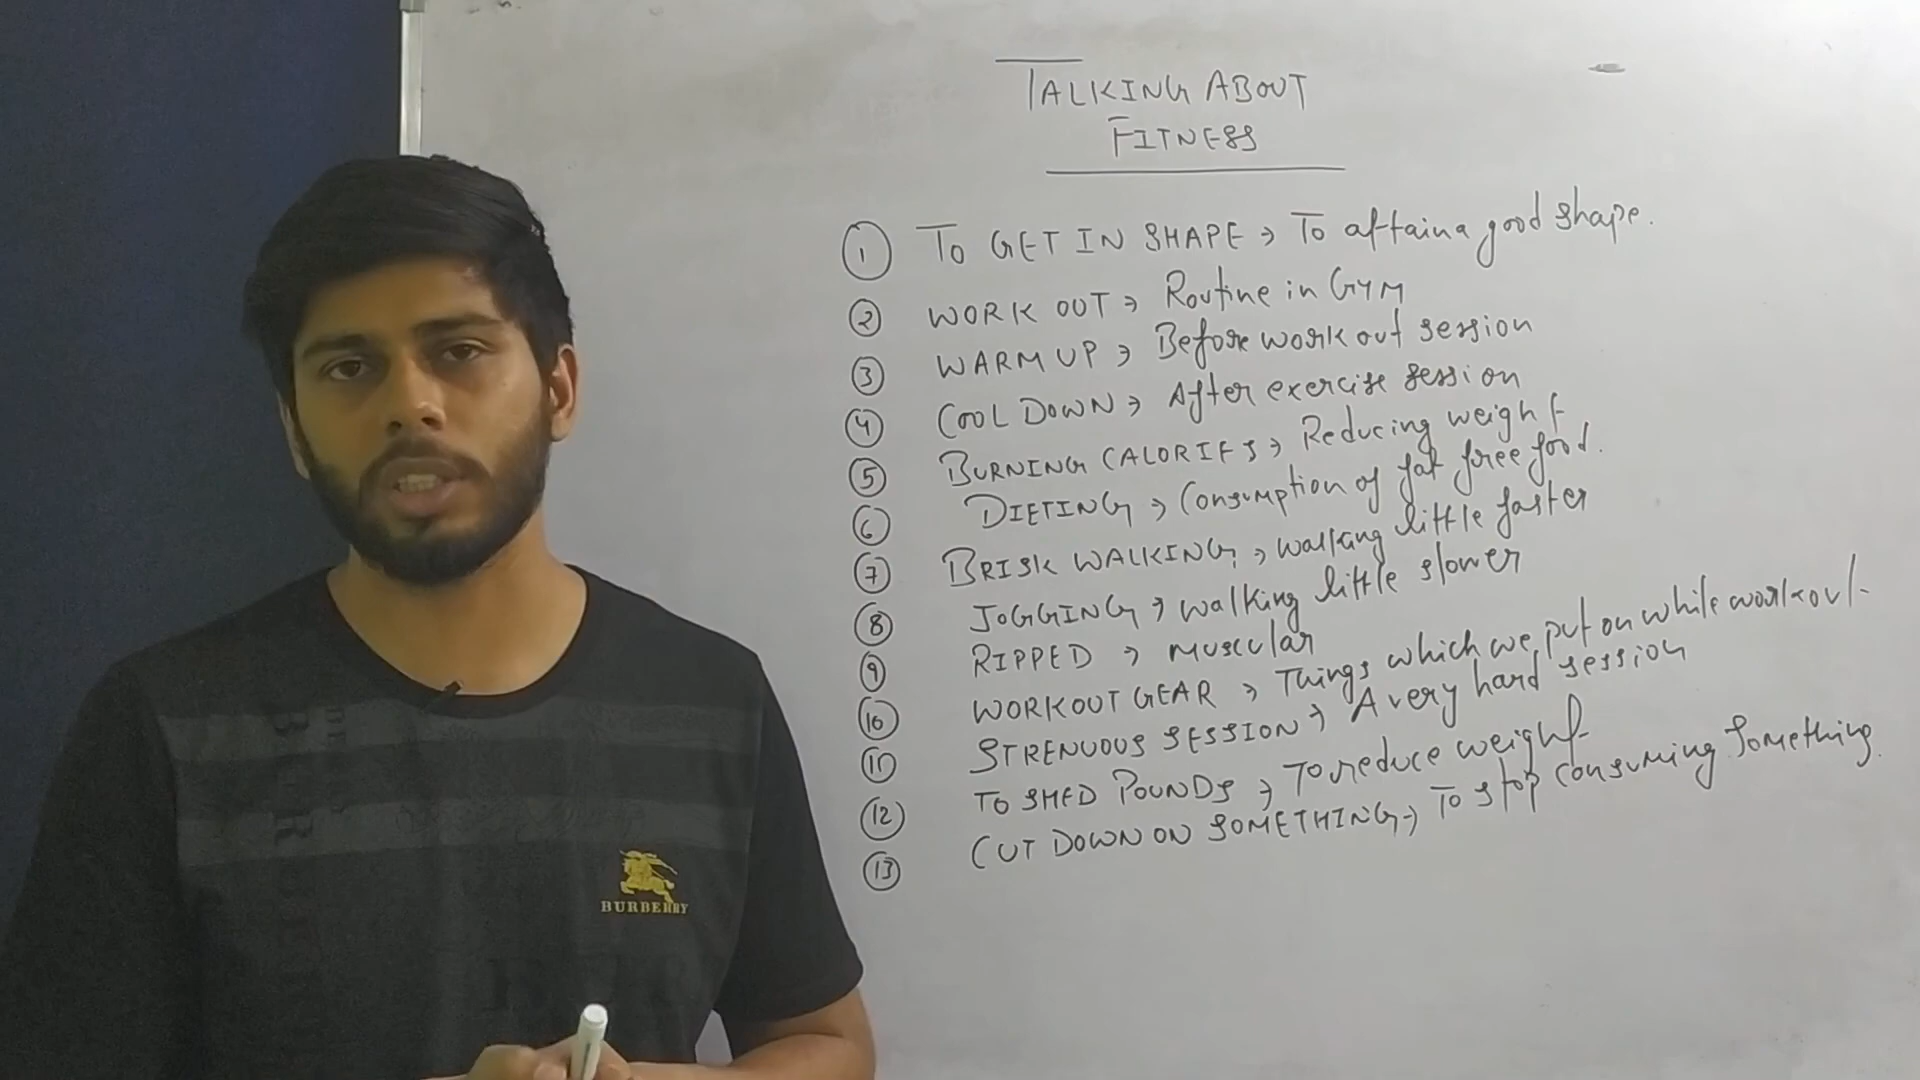 TALKING ABOUT
FITNESS
1 TO GET IN SHAPE → To attain a good shape.
2 WORK OUT → Routine in GYM
3 WARM UP → Before work out session
4 COOL DOWN → After exercise session
5 BURNING CALORIES → Reducing weight
6 DIETING → Consumption of fat free food.
7 BRISK WALKING → walking little faster
8 JOGGING → walking little slower
9 RIPPED → muscular
10 WORKOUT GEAR → Things which we put on while workout.
11 STRENUOUS SESSION → A very hard session
12 TO SHED POUNDS → To reduce weight
13 CUT DOWN ON SOMETHING → To stop consuming something.
BURBERRY